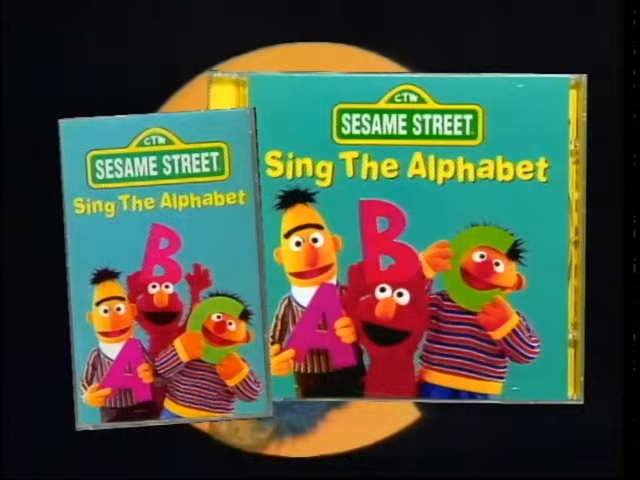 CTW
SESAME STREET
Sing The Alphabet
B
A
C
CTW
SESAME STREET
Sing The Alphabet
B
A
C